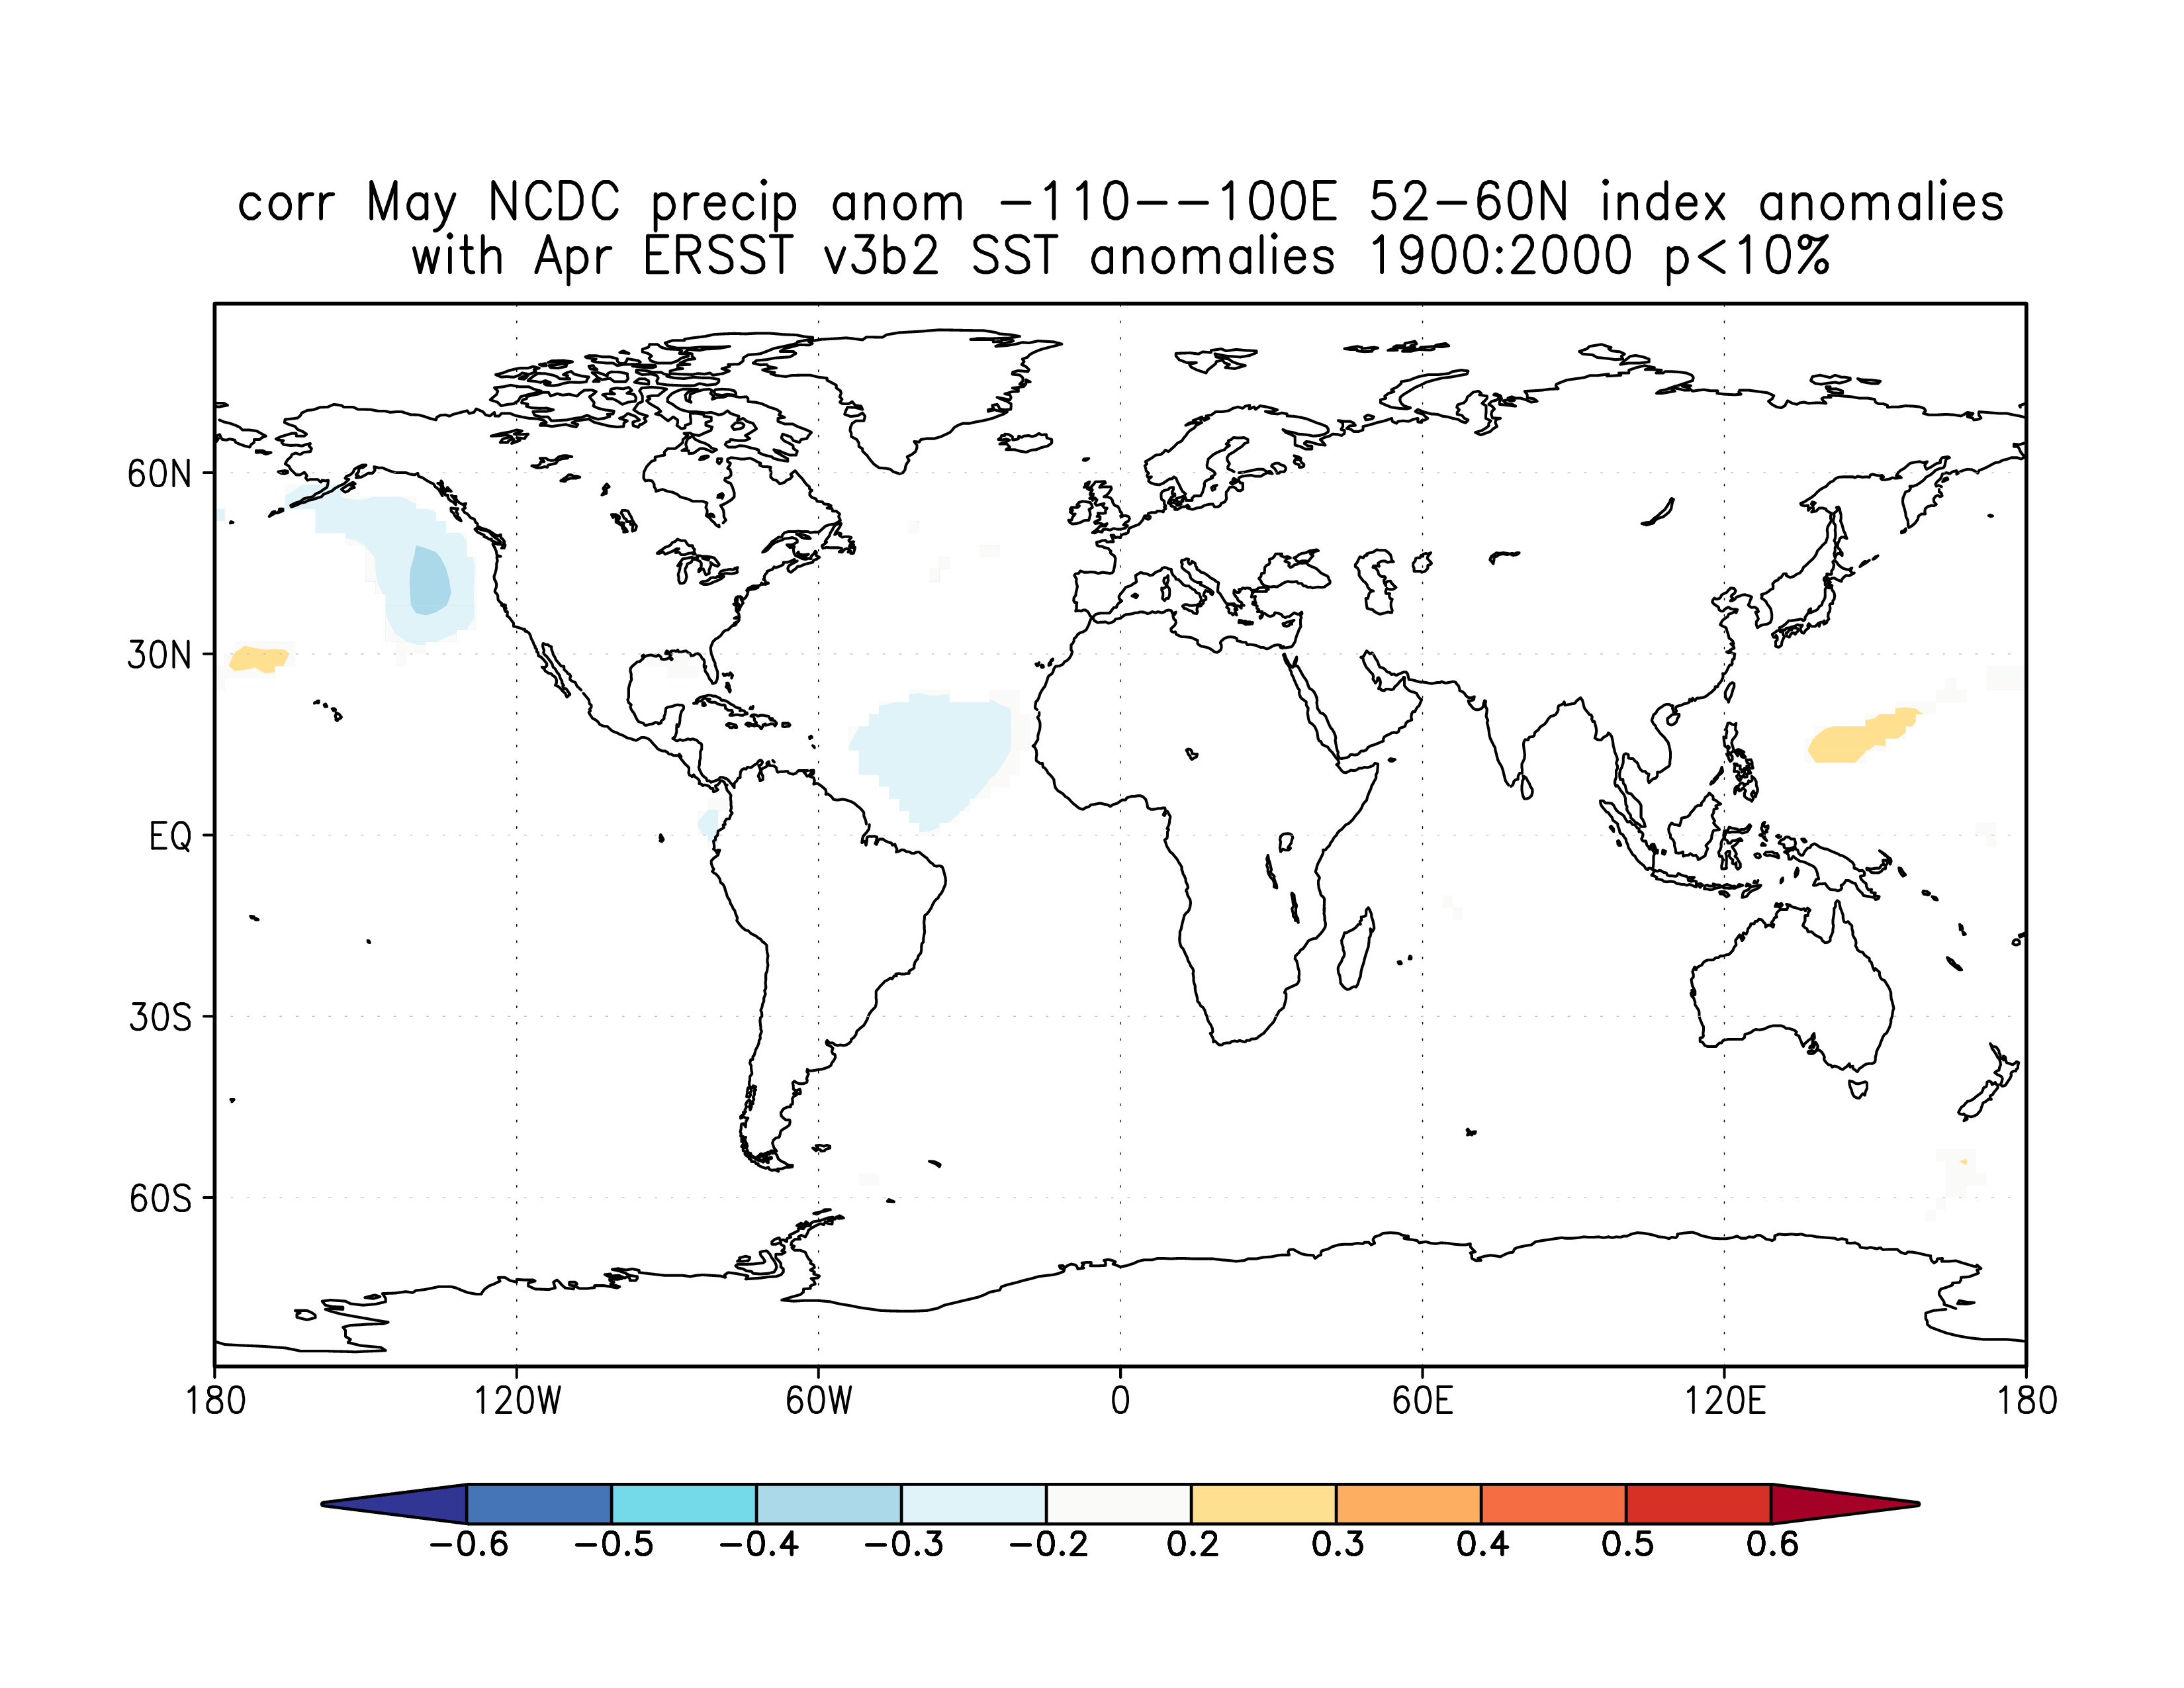 corr May NCDC precip anom -110--100E 52-60N index anomalies
with Apr ERSST v3b2 SST anomalies 1900:2000 p<10%
60N
30N
EQ
30S
60S
180 120W 60W 0 60E 120E 180
-0.6 -0.5 -0.4 -0.3 -0.2 0.2 0.3 0.4 0.5 0.6